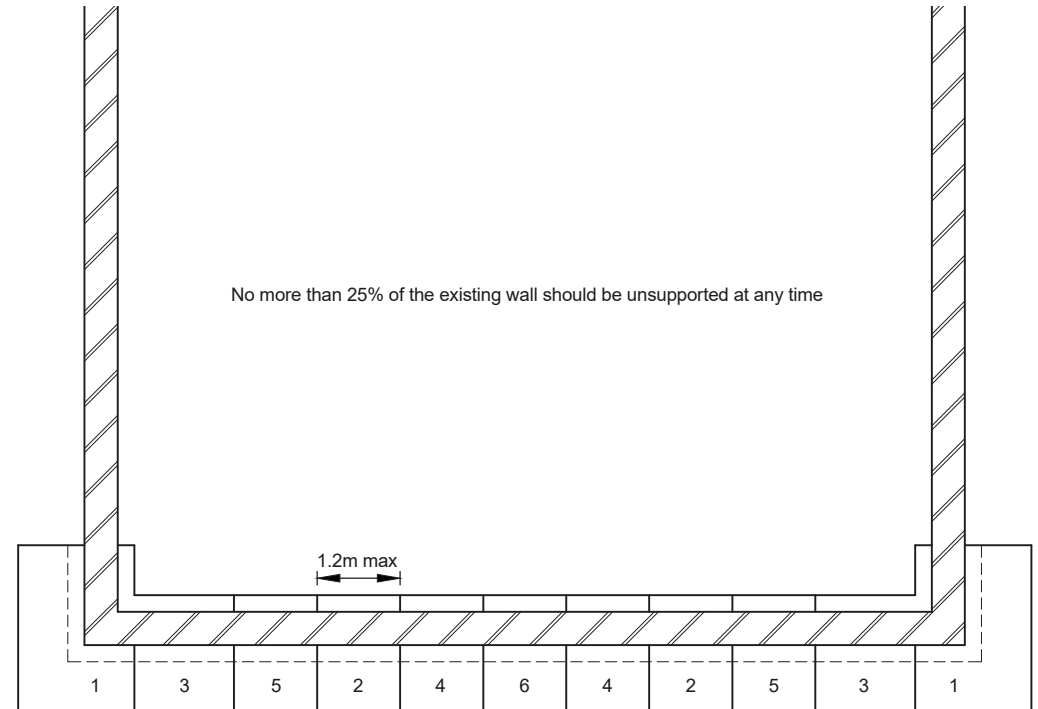 No more than 25% of the existing wall should be unsupported at any time
1.2m max
1 3 5 2 4 6 4 2 5 3 1